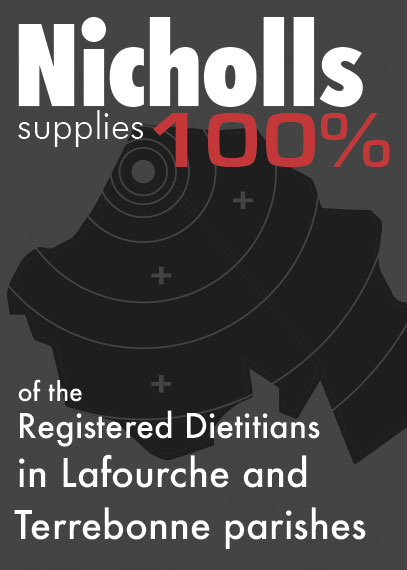 Nicholls
supplies 100%
of the
Registered Dietitians
in Lafourche and
Terrebonne parishes